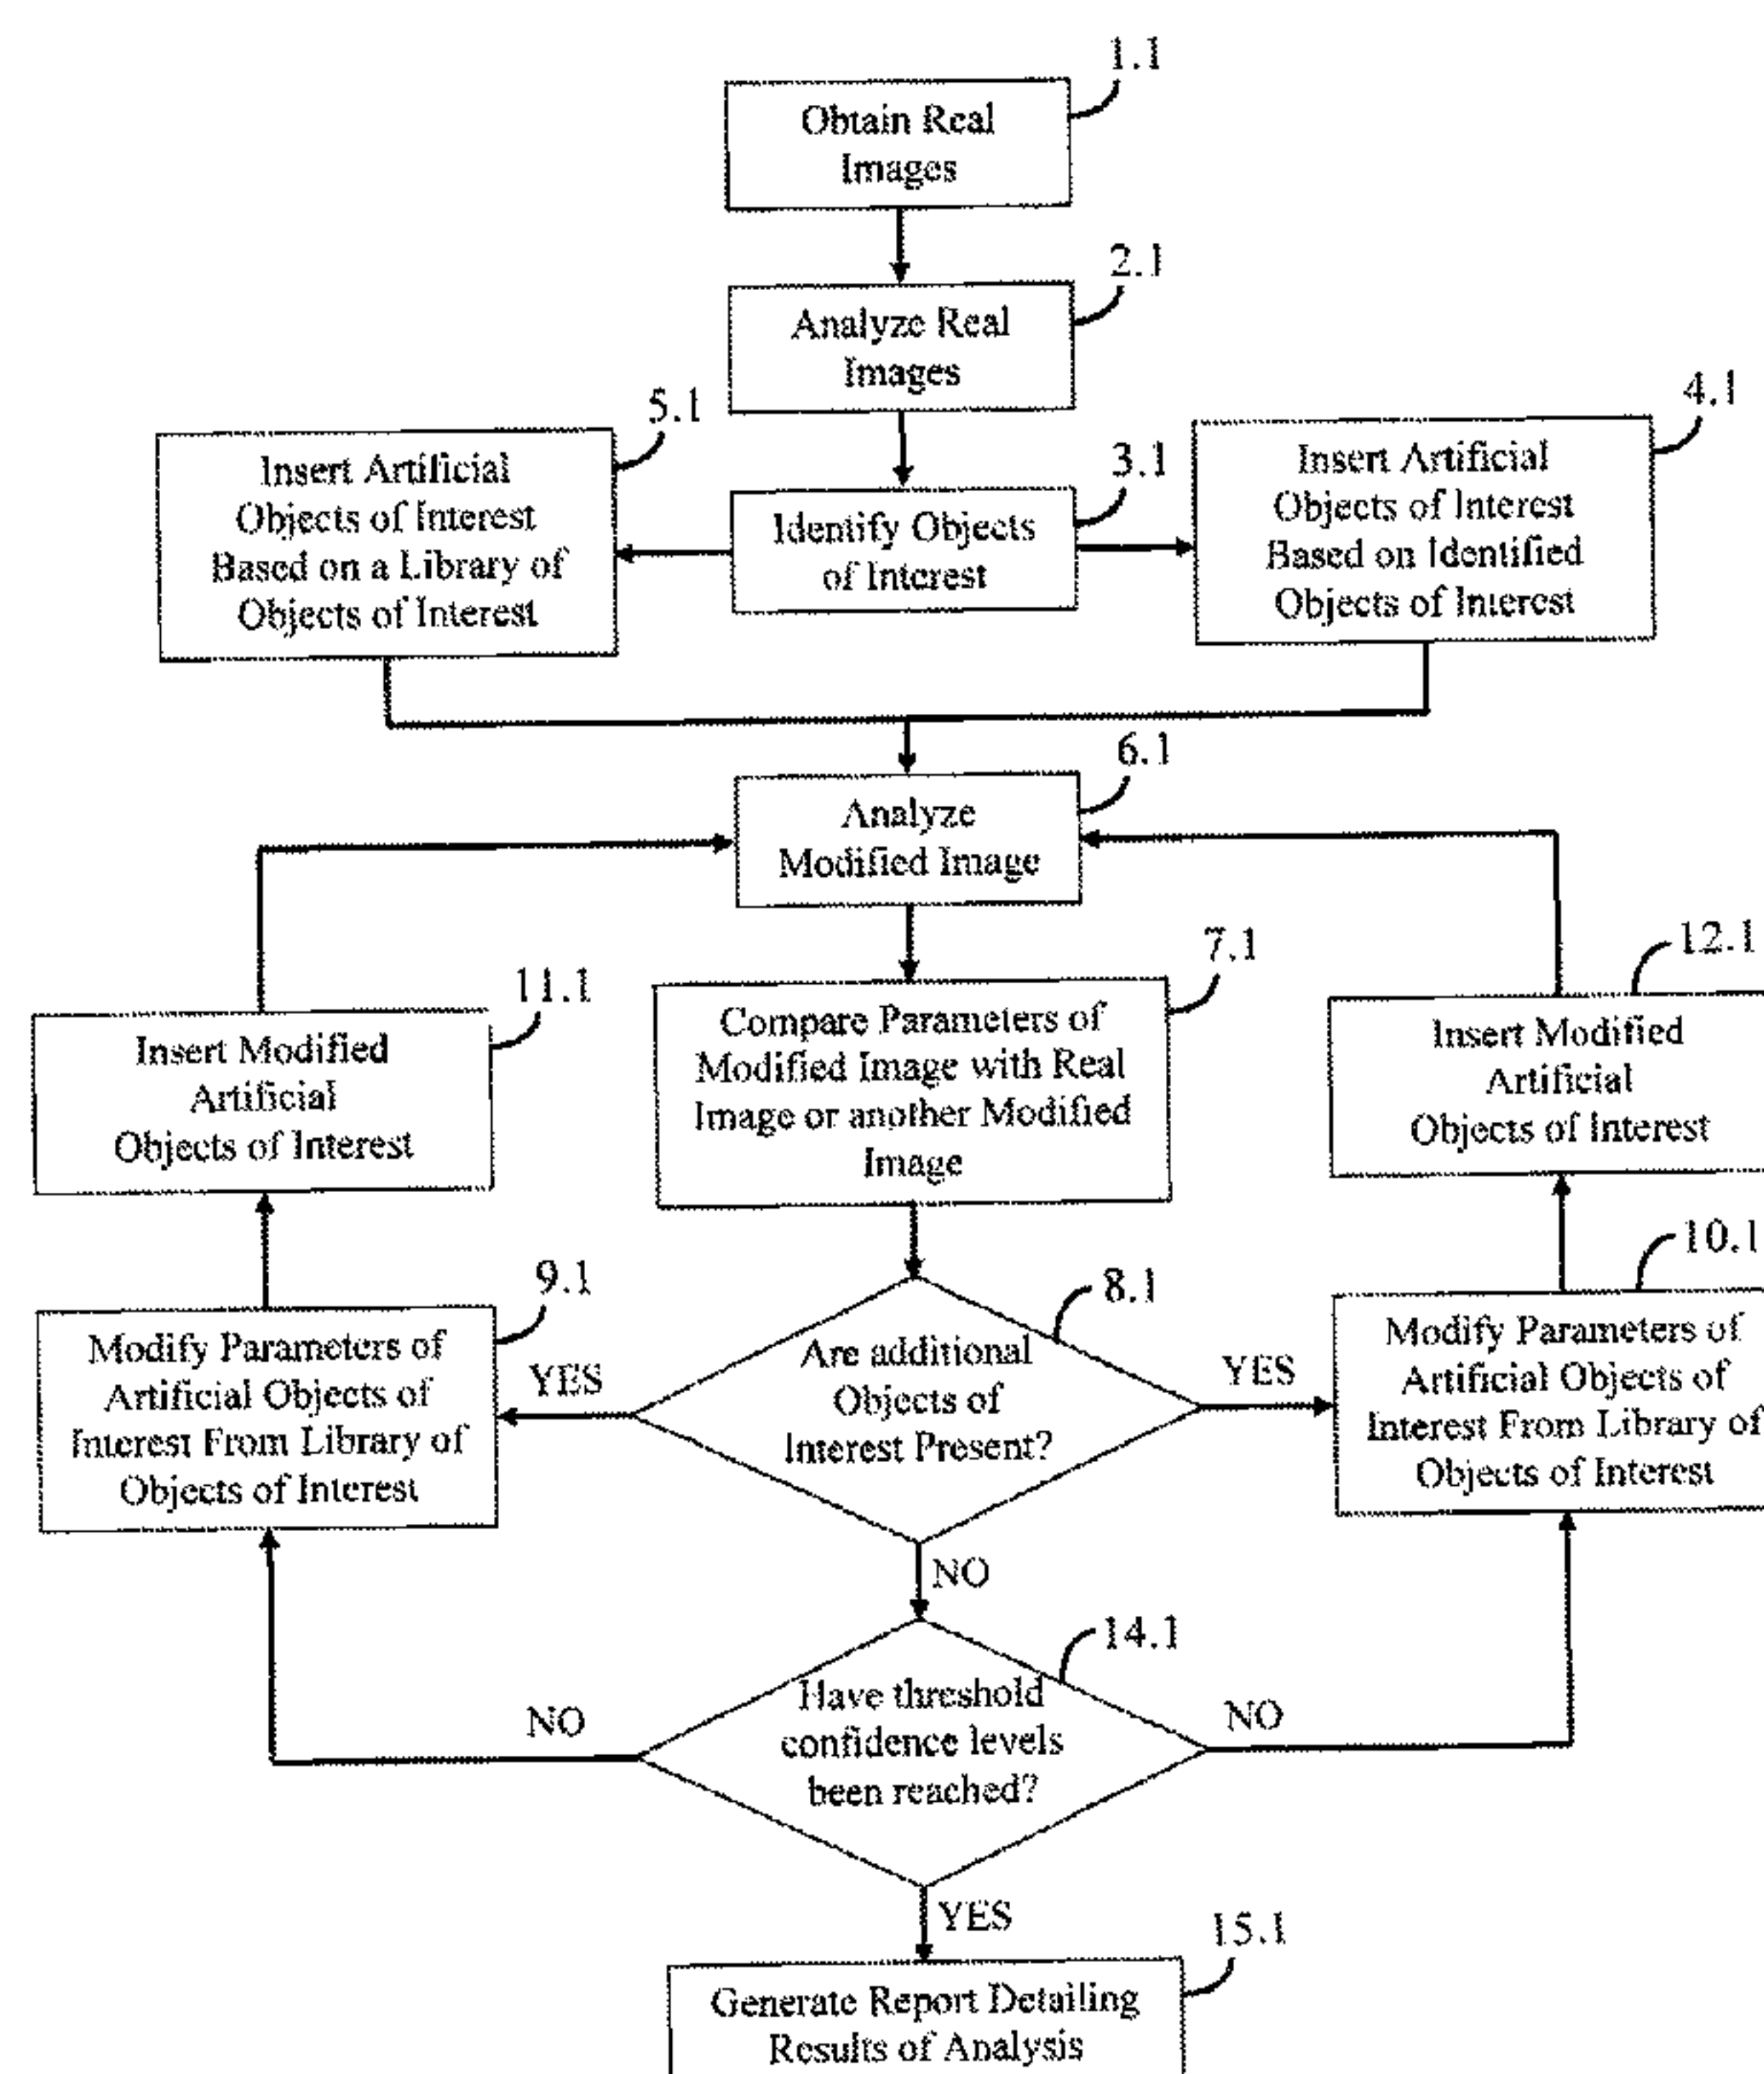 1.1
Obtain Real
Images
2.1
Analyze Real
Images
5.1
Insert Artificial
Objects of Interest
Based on a Library of
Objects of Interest
3.1
Identify Objects
of Interest
4.1
Insert Artificial
Objects of Interest
Based on Identified
Objects of Interest
6.1
Analyze
Modified Image
11.1
Insert Modified
Artificial
Objects of Interest
7.1
Compare Parameters of
Modified Image with Real
Image or another Modified
Image
12.1
Insert Modified
Artificial
Objects of Interest
9.1
Modify Parameters of
Artificial Objects of
Interest From Library of
Objects of Interest
YES
8.1
Are additional
Objects of
Interest Present?
YES
10.1
Modify Parameters of
Artificial Objects of
Interest From Library of
Objects of Interest
NO
14.1
NO
Have threshold
confidence levels
been reached?
NO
YES
15.1
Generate Report Detailing
Results of Analysis